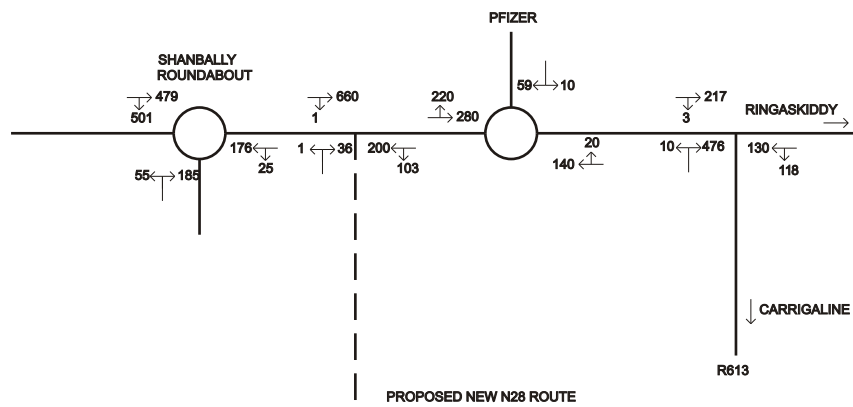 PFIZER
SHANBALLY
ROUNDABOUT
479
501
660
1
220
280
59 10
217
3
RINGASKIDDY
176
25
1 36
200
103
20
140
10 476
130
118
55 185
CARRIGALINE
R613
PROPOSED NEW N28 ROUTE